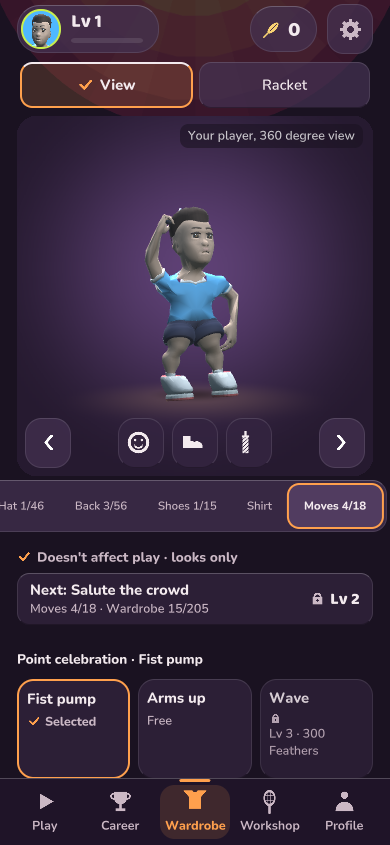 Lv 1
0
View
Racket
Your player, 360 degree view
Hat 1/46
Back 3/56
Shoes 1/15
Shirt
Moves 4/18
Doesn't affect play · looks only
Next: Salute the crowd
Moves 4/18 · Wardrobe 15/205
Lv 2
Point celebration · Fist pump
Fist pump
Selected
Arms up
Free
Wave
Lv 3 · 300
Feathers
Play
Career
Wardrobe
Workshop
Profile